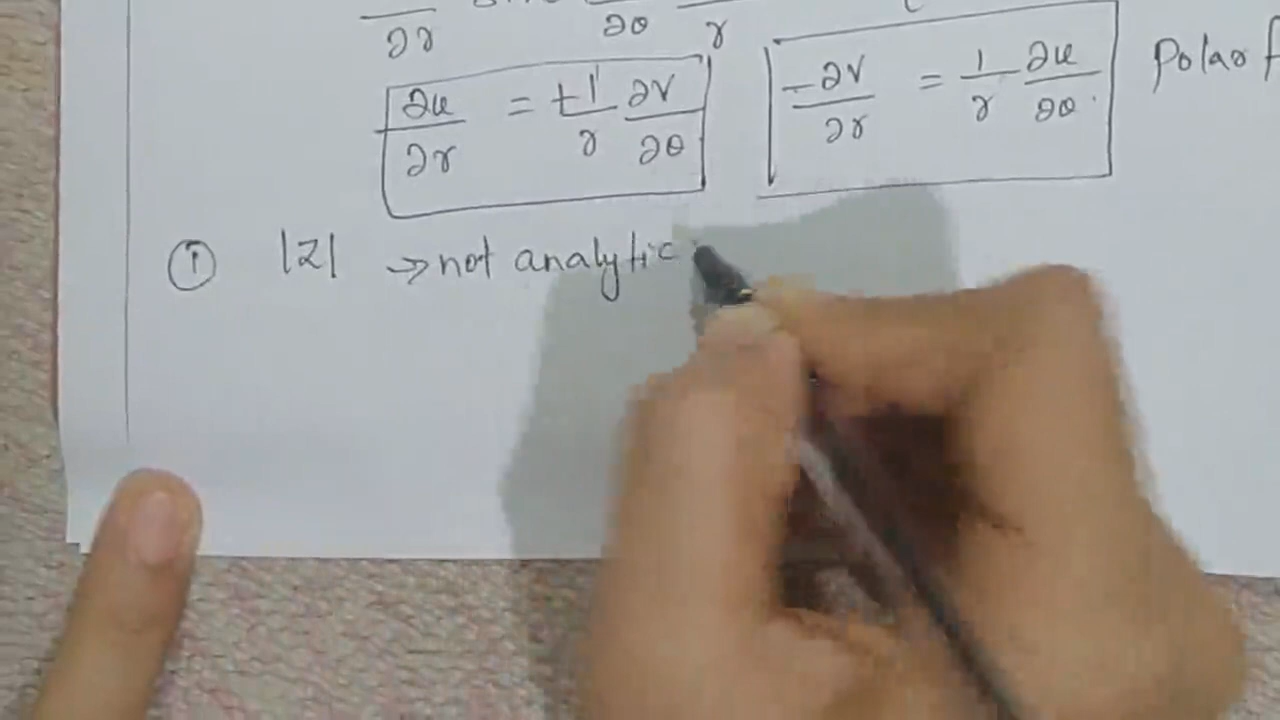 ∂r ∂θ r
∂u/∂r = +1/r ∂v/∂θ -∂v/∂r = 1/r ∂u/∂θ. Polar f
① |z| → not analytic